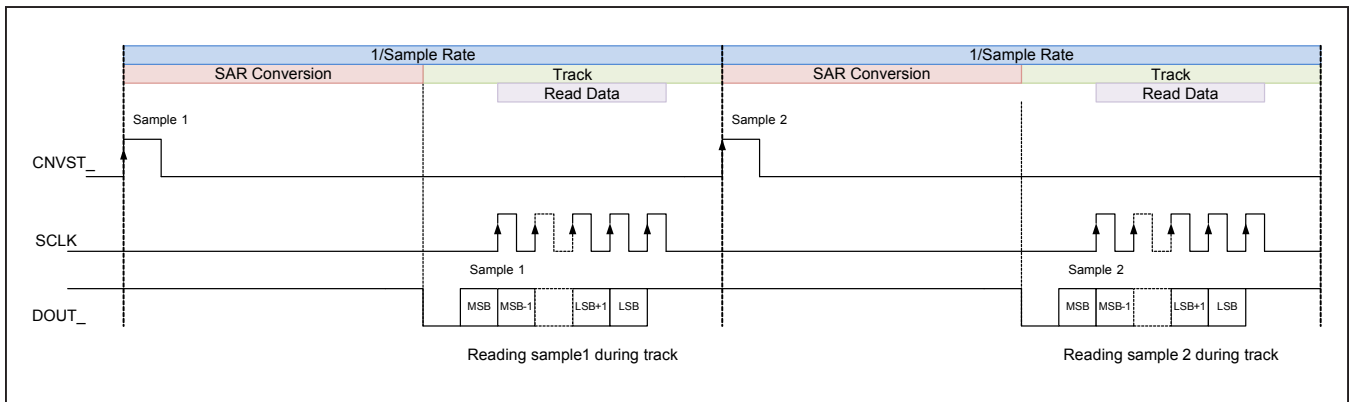 1/Sample Rate 1/Sample Rate
SAR Conversion Track SAR Conversion Track
Read Data Read Data
Sample 1 Sample 2
CNVST_
SCLK
Sample 1 Sample 2
MSB MSB-1 LSB+1 LSB MSB MSB-1 LSB+1 LSB
DOUT_
Reading sample1 during track Reading sample 2 during track